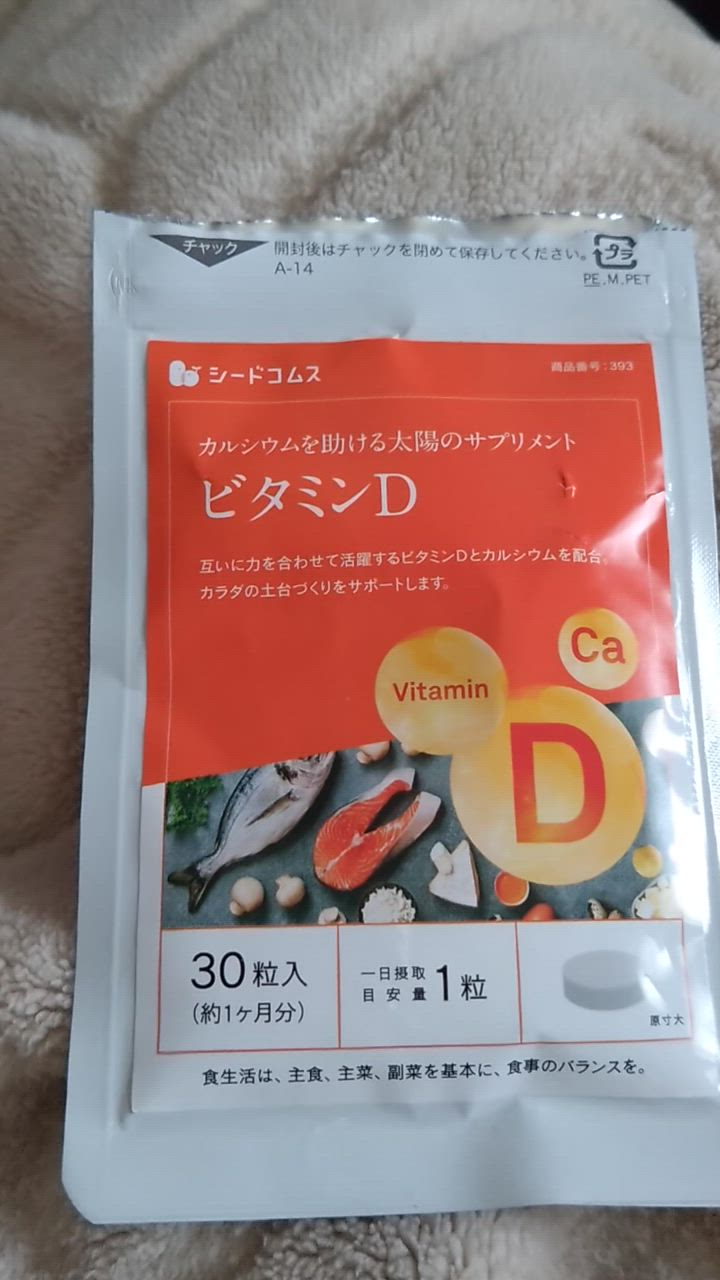 チャック
開封後はチャックを閉めて保存してください。
A-14
プラ
PE.M.PET
シードコムス
商品番号：393
カルシウムを助ける太陽のサプリメント
ビタミンD
互いに力を合わせて活躍するビタミンDとカルシウムを配合。
カラダの土台づくりをサポートします。
Ca
Vitamin
D
30粒入
(約1ヶ月分)
一日摂取
目安量
1粒
原寸大
食生活は、主食、主菜、副菜を基本に、食事のバランスを。